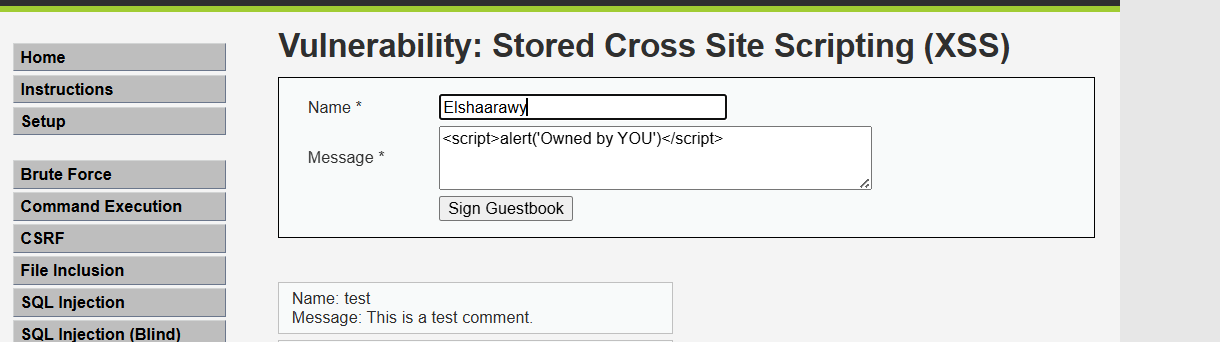 Home
Instructions
Setup
Brute Force
Command Execution
CSRF
File Inclusion
SQL Injection
SQL Injection (Blind)
Vulnerability: Stored Cross Site Scripting (XSS)
Name *
Elshaarawy
Message *
<script>alert('Owned by YOU')</script>
Sign Guestbook
Name: test
Message: This is a test comment.